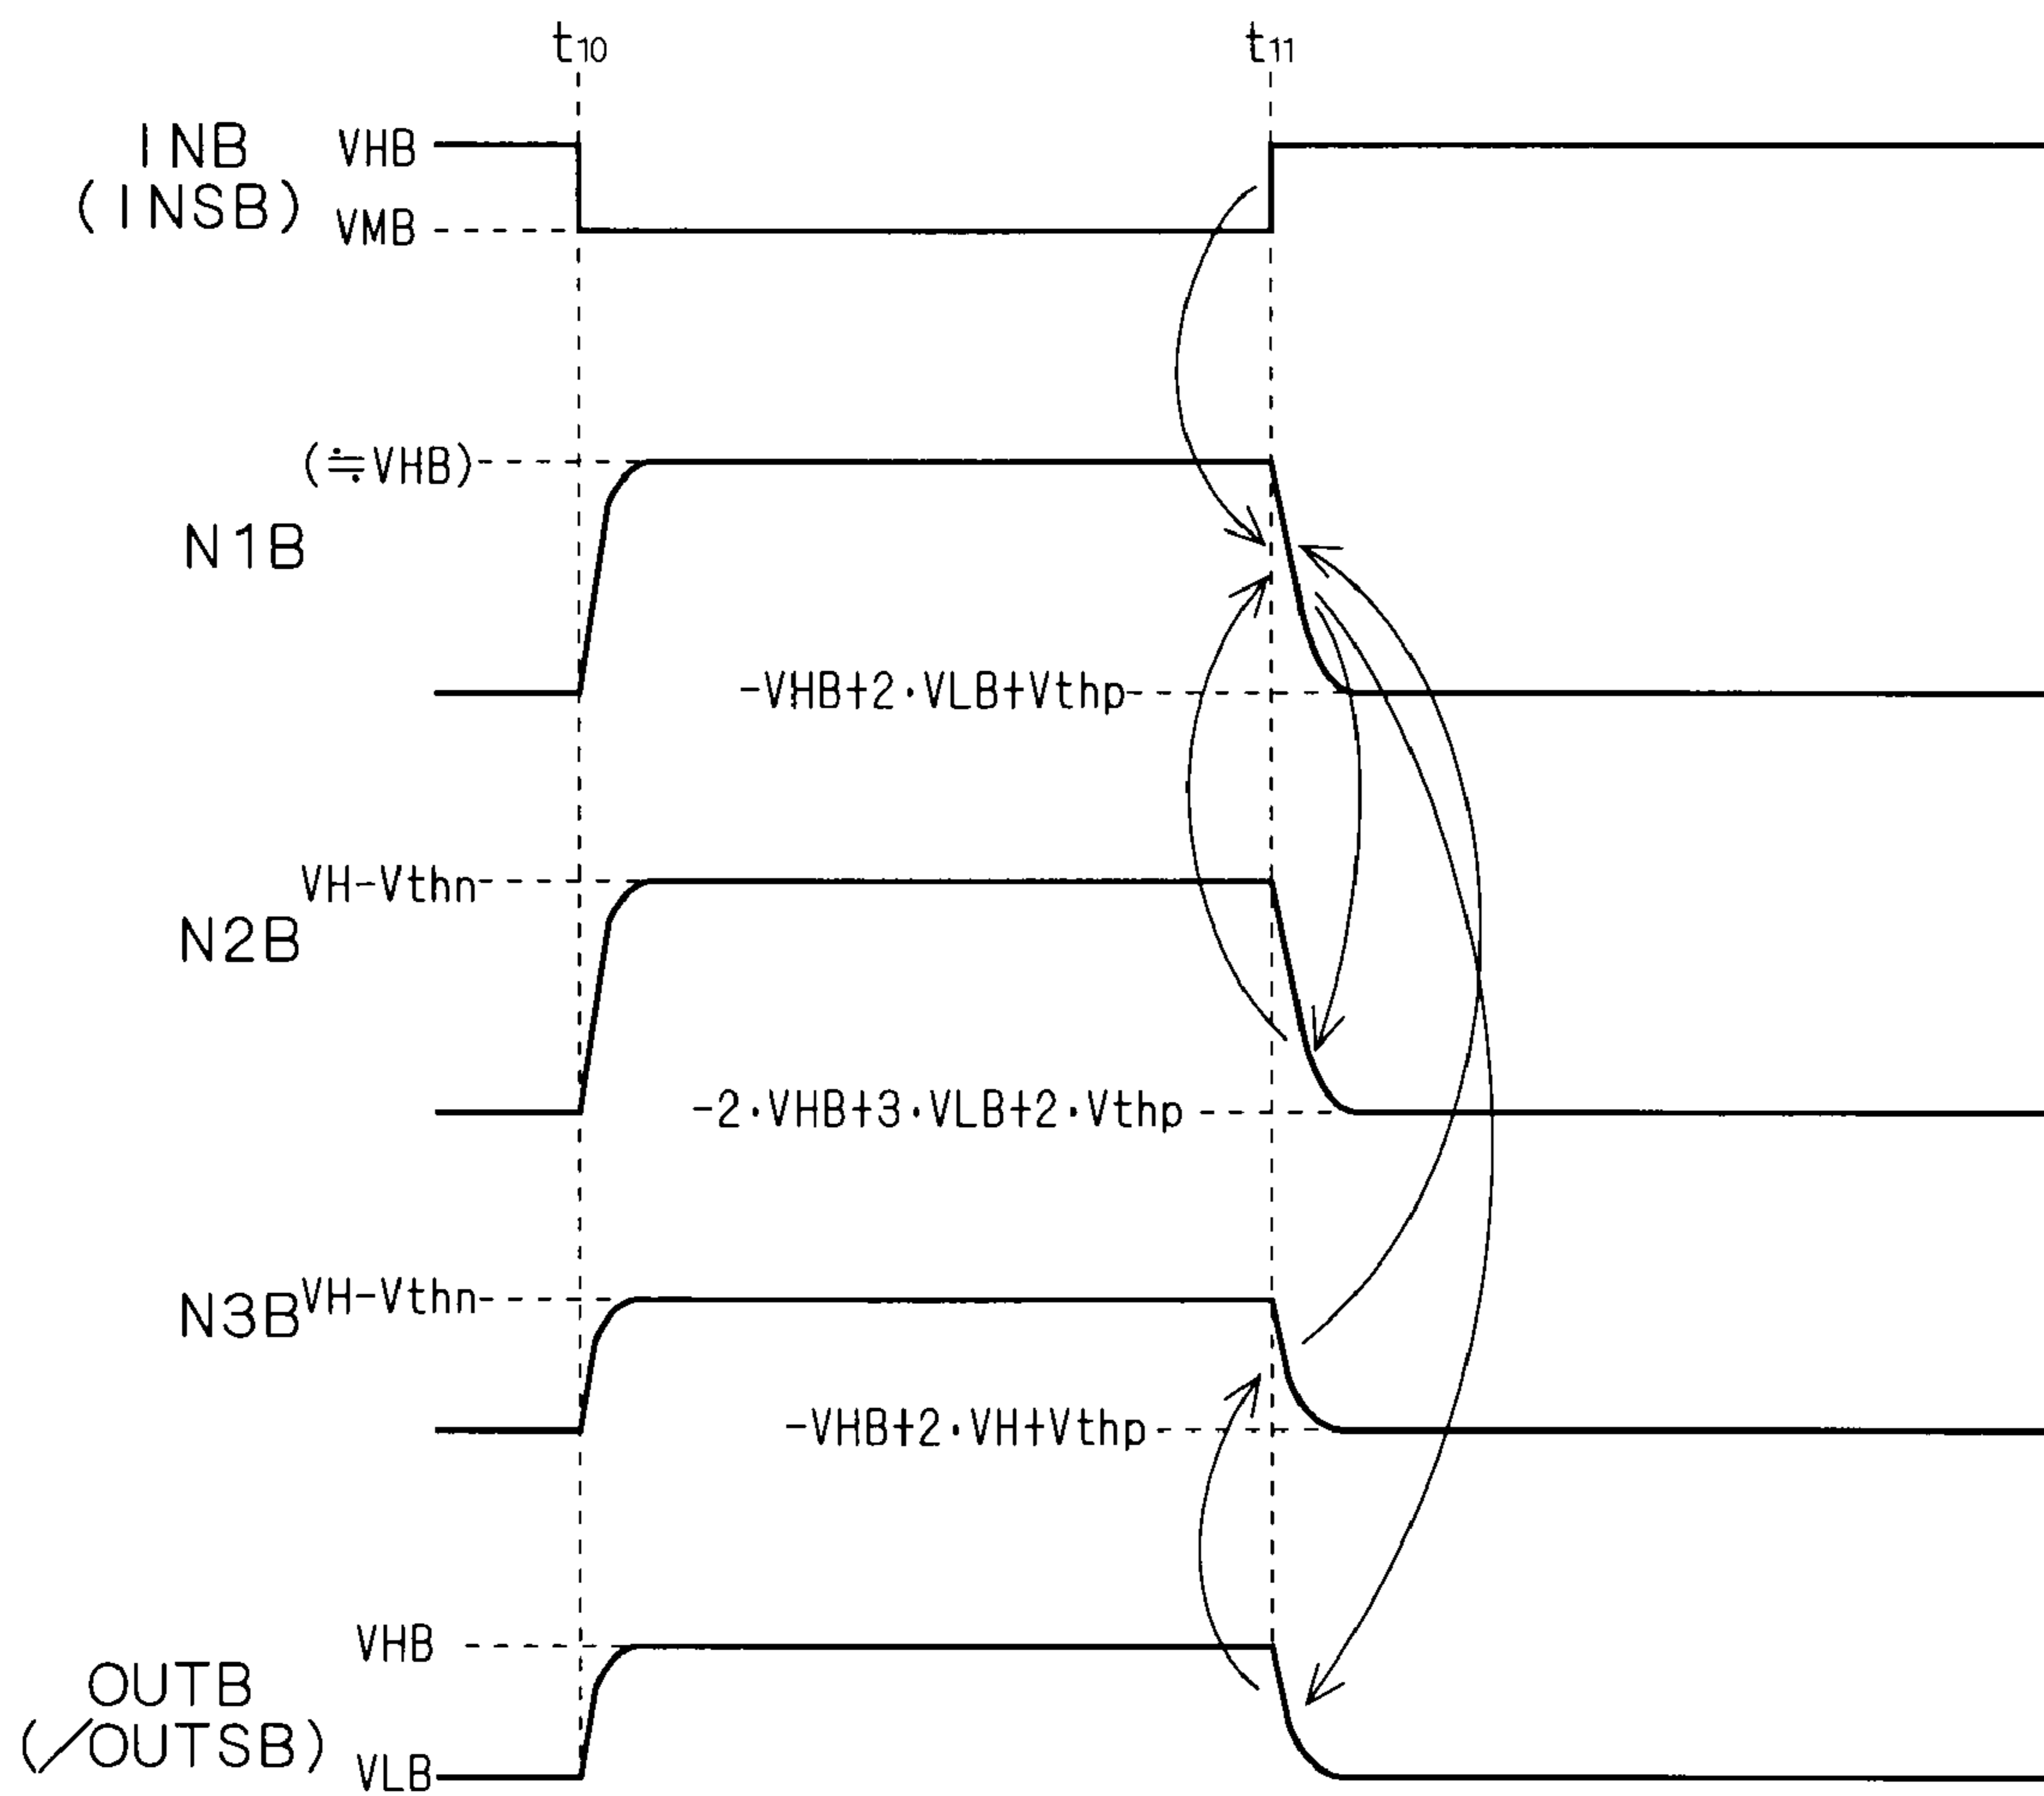 t10
t11
INB
(INSB)
VHB
VMB
N1B
(≒VHB)
-VHB+2·VLB+Vthp
N2B
VH-Vthn
-2·VHB+3·VLB+2·Vthp
N3B
VH-Vthn
-VHB+2·VH+Vthp
OUTB
(/OUTSB)
VHB
VLB